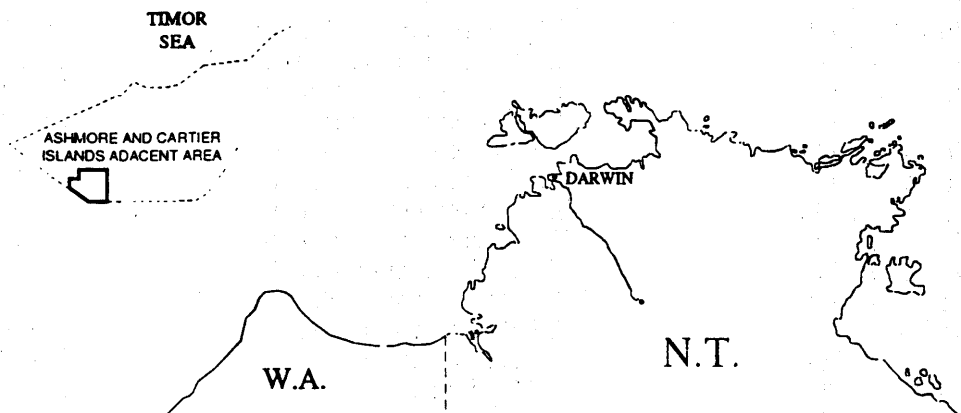 TIMOR
SEA
ASHMORE AND CARTIER
ISLANDS ADACENT AREA
DARWIN
N.T.
W.A.